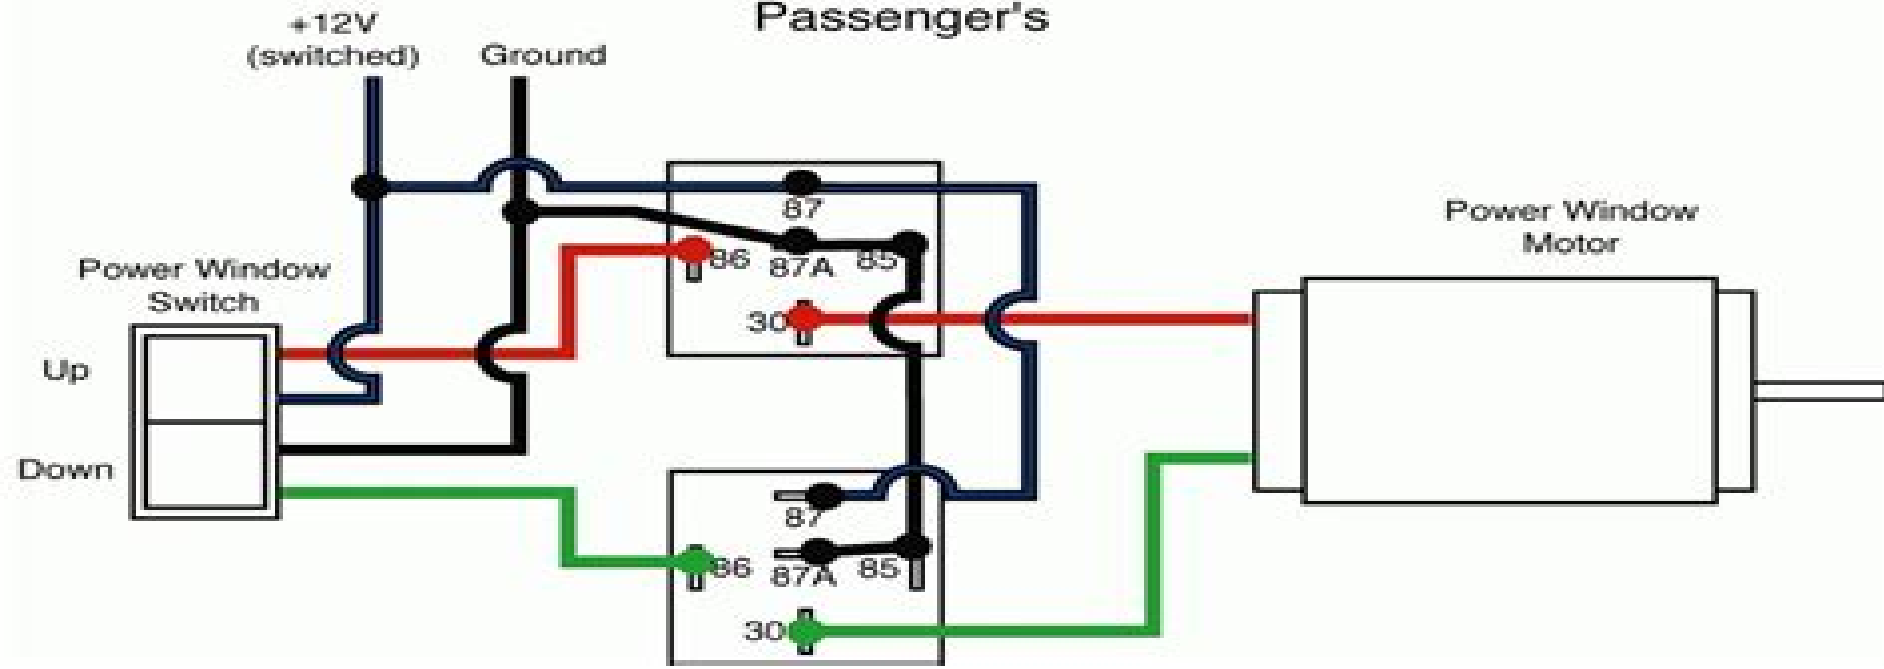 Passenger's
+12V
(switched)
Ground
Power Window
Switch
Up
Down
87
86
87A
85
30
87
86
87A
85
30
Power Window
Motor